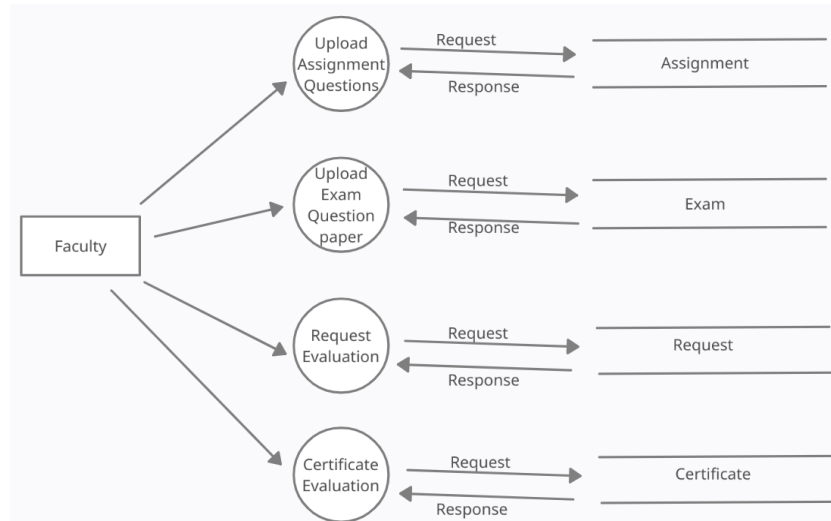 Faculty
Upload
Assignment
Questions
Request
Response
Assignment
Upload
Exam
Question
paper
Request
Response
Exam
Request
Evaluation
Request
Response
Request
Certificate
Evaluation
Request
Response
Certificate